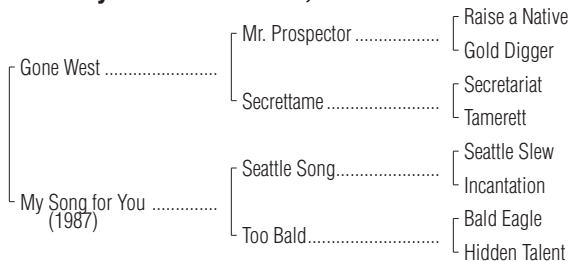 Raise a Native
Mr. Prospector ....................
Gold Digger
Gone West ........................
Secretariat
Secrettame ..........................
Tamerett
Seattle Slew
Seattle Song........................
Incantation
My Song for You ..............
(1987)
Bald Eagle
Too Bald..............................
Hidden Talent